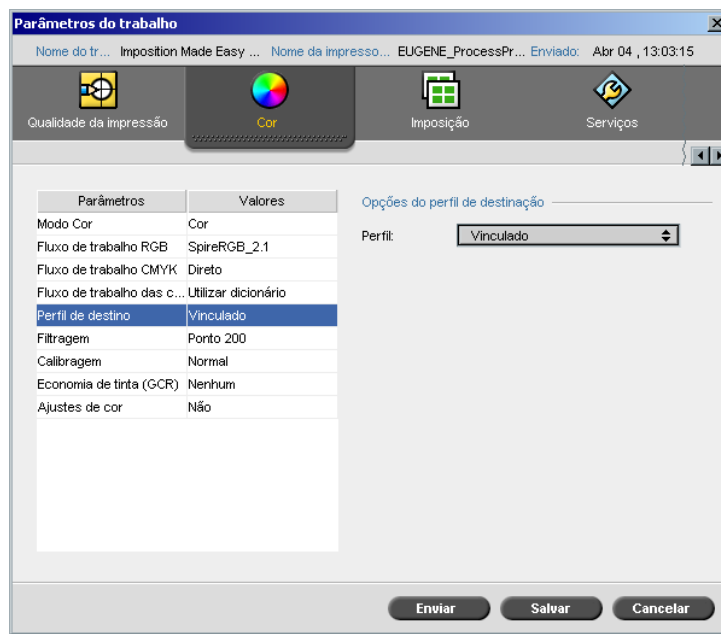 Parâmetros do trabalho
Nome do tr... Imposition Made Easy ... Nome da impresso... EUGENE_ProcessPr... Enviado: Abr 04 , 13:03:15
Qualidade da impressão Cor Imposição Serviços
Parâmetros Valores Opções do perfil de destinação
Modo Cor Cor
Perfil: Vinculado
Fluxo de trabalho RGB SpireRGB_2.1
Fluxo de trabalho CMYK Direto
Fluxo de trabalho das c... Utilizar dicionário
Perfil de destino Vinculado
Filtragem Ponto 200
Calibragem Normal
Economia de tinta (GCR) Nenhum
Ajustes de cor Não
Enviar Salvar Cancelar